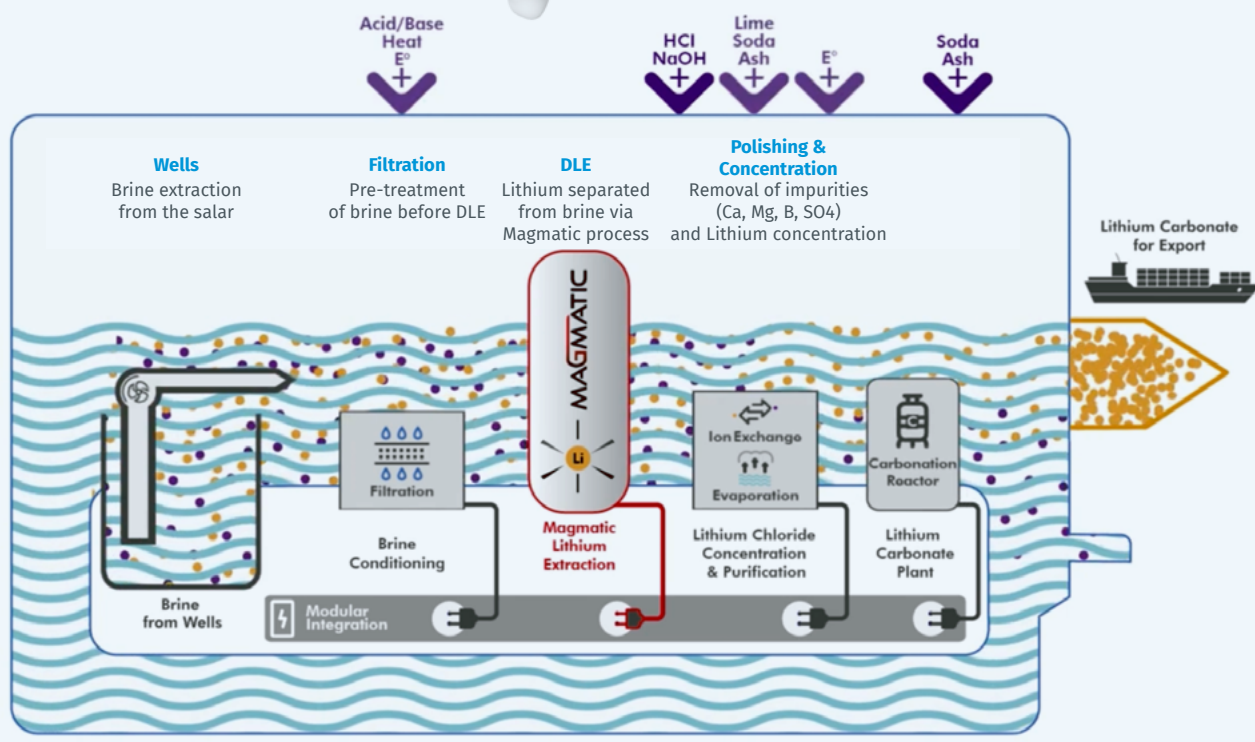 Acid/Base
Heat
E°
+
HCl
NaOH
+
Lime
Soda
Ash
+
E°
+
Soda
Ash
+
Wells
Brine extraction
from the salar
Filtration
Pre-treatment
of brine before DLE
DLE
Lithium separated
from brine via
Magmatic process
Polishing &
Concentration
Removal of impurities
(Ca, Mg, B, SO4)
and Lithium concentration
Lithium Carbonate
for Export
MAGMATIC
Li
Filtration
Ion Exchange
Evaporation
Carbonation
Reactor
Brine
from Wells
Brine
Conditioning
Magmatic
Lithium
Extraction
Lithium Chloride
Concentration
& Purification
Lithium
Carbonate
Plant
Modular
Integration